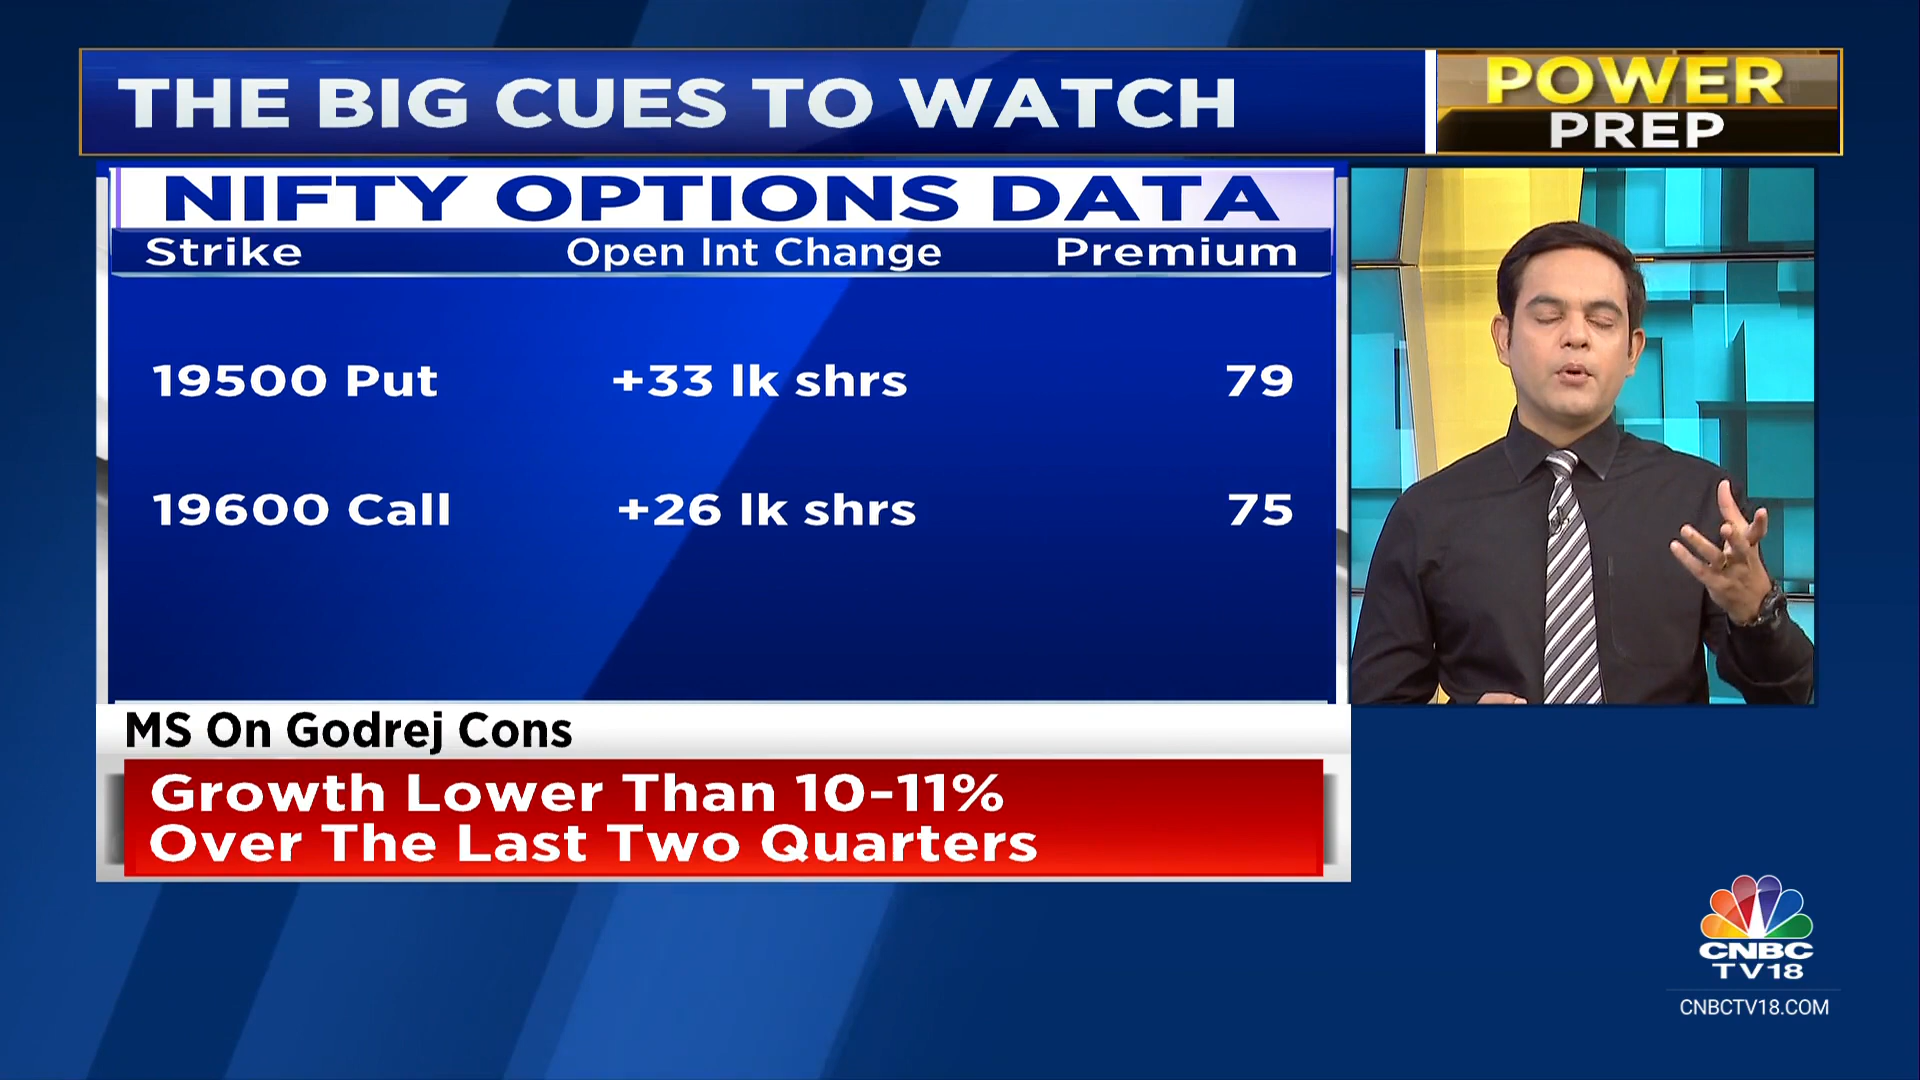 THE BIG CUES TO WATCH
POWER
PREP
NIFTY OPTIONS DATA
Strike Open Int Change Premium
19500 Put +33 lk shrs 79
19600 Call +26 lk shrs 75
MS On Godrej Cons
Growth Lower Than 10-11%
Over The Last Two Quarters
CNBC
TV18
CNBCTV18.COM